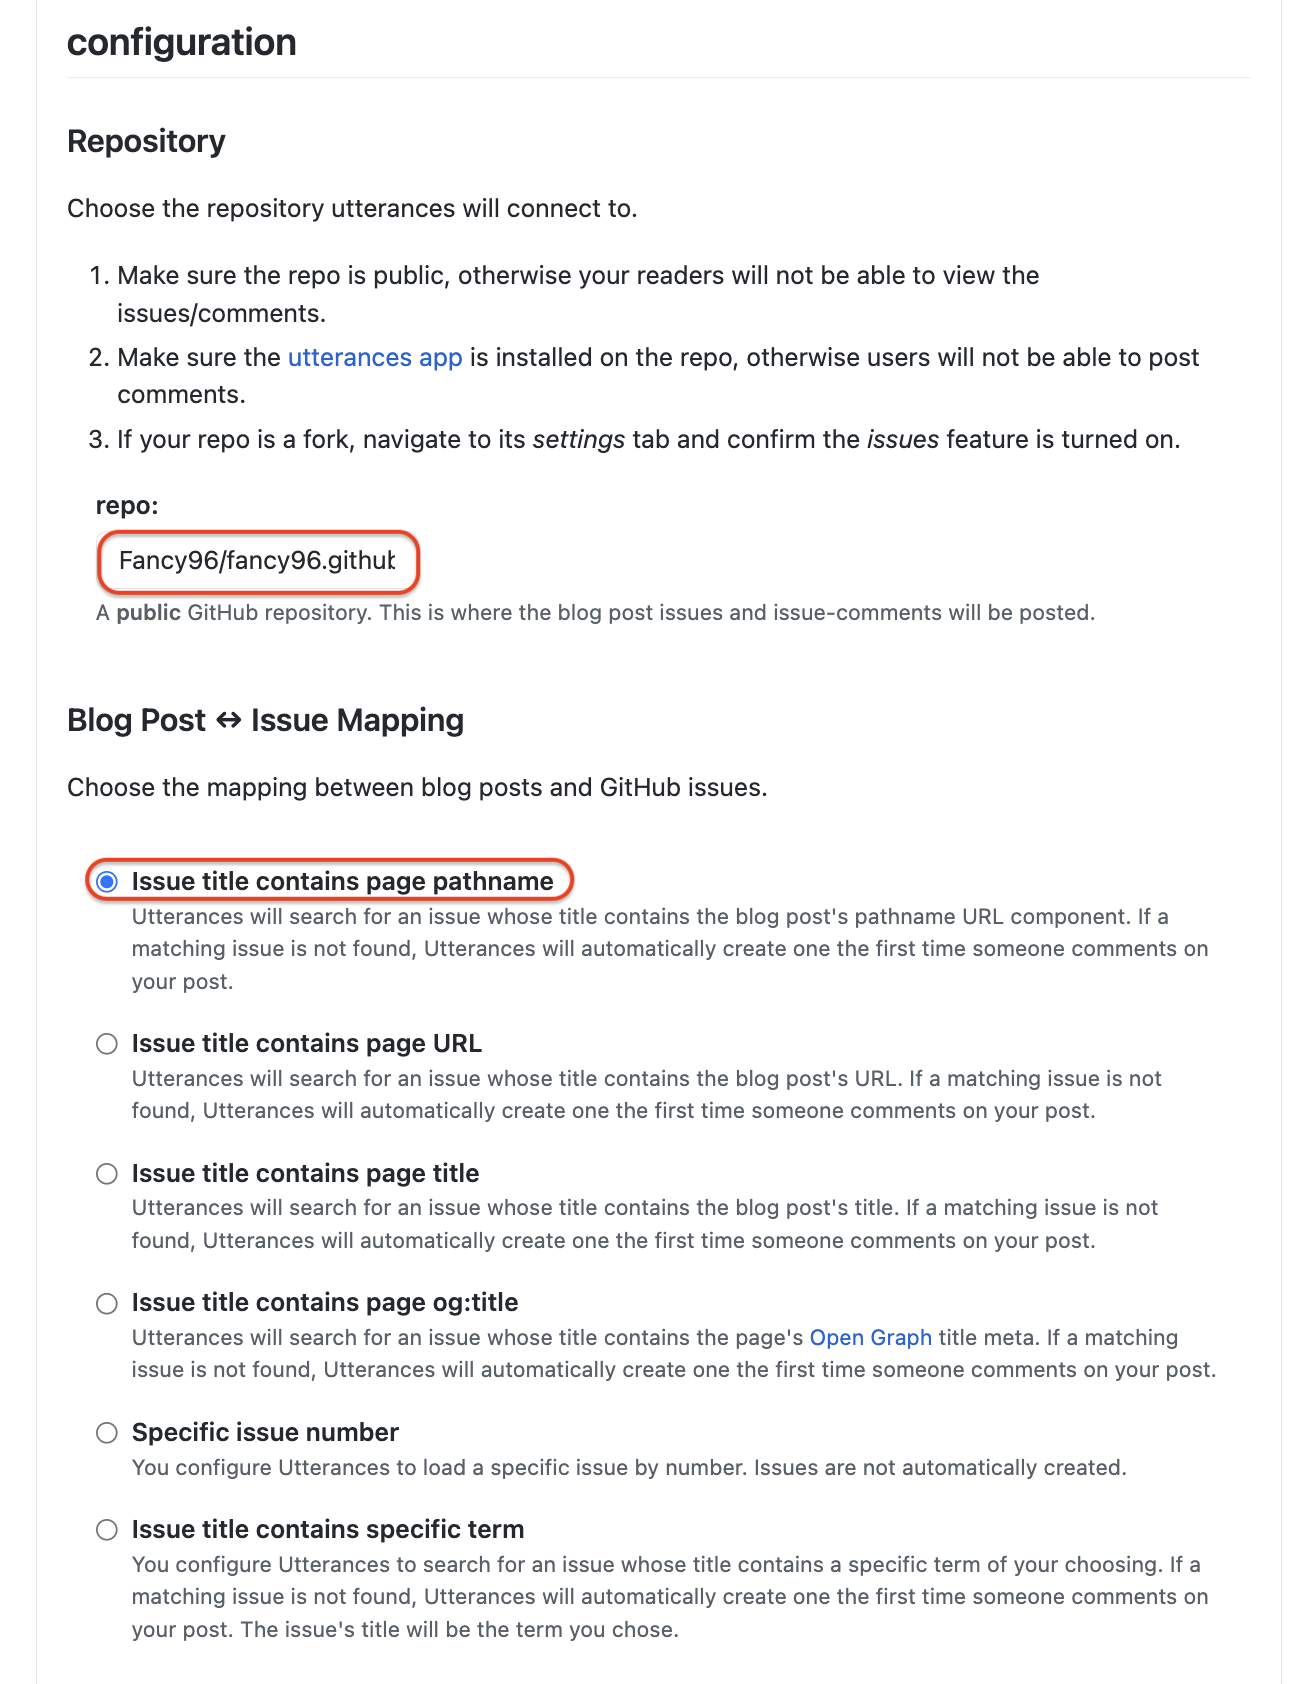 configuration
Repository
Choose the repository utterances will connect to.
1. Make sure the repo is public, otherwise your readers will not be able to view the
issues/comments.
2. Make sure the utterances app is installed on the repo, otherwise users will not be able to post
comments.
3. If your repo is a fork, navigate to its settings tab and confirm the issues feature is turned on.
repo:
Fancy96/fancy96.github
A public GitHub repository. This is where the blog post issues and issue-comments will be posted.
Blog Post ↔ Issue Mapping
Choose the mapping between blog posts and GitHub issues.
Issue title contains page pathname
Utterances will search for an issue whose title contains the blog post's pathname URL component. If a
matching issue is not found, Utterances will automatically create one the first time someone comments on
your post.
Issue title contains page URL
Utterances will search for an issue whose title contains the blog post's URL. If a matching issue is not
found, Utterances will automatically create one the first time someone comments on your post.
Issue title contains page title
Utterances will search for an issue whose title contains the blog post's title. If a matching issue is not
found, Utterances will automatically create one the first time someone comments on your post.
Issue title contains page og:title
Utterances will search for an issue whose title contains the page's Open Graph title meta. If a matching
issue is not found, Utterances will automatically create one the first time someone comments on your post.
Specific issue number
You configure Utterances to load a specific issue by number. Issues are not automatically created.
Issue title contains specific term
You configure Utterances to search for an issue whose title contains a specific term of your choosing. If a
matching issue is not found, Utterances will automatically create one the first time someone comments on
your post. The issue's title will be the term you chose.